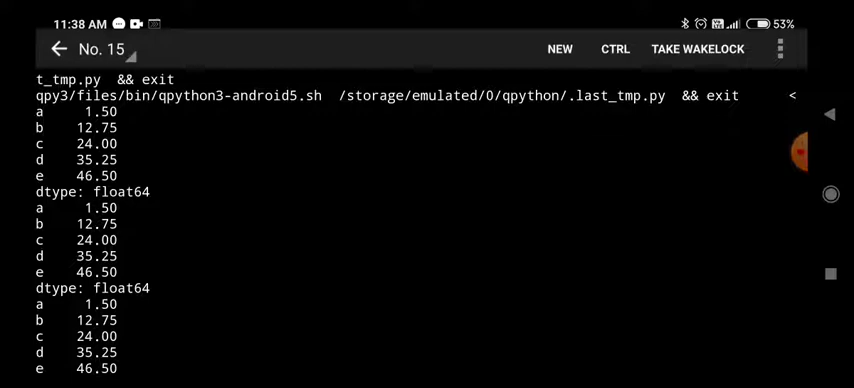 11:38 AM
53%
No. 15
NEW
CTRL
TAKE WAKELOCK
t_tmp.py  && exit
qpy3/files/bin/qpython3-android5.sh  /storage/emulated/0/qpython/.last_tmp.py  && exit      <
a     1.50
b    12.75
c    24.00
d    35.25
e    46.50
dtype: float64
a     1.50
b    12.75
c    24.00
d    35.25
e    46.50
dtype: float64
a     1.50
b    12.75
c    24.00
d    35.25
e    46.50